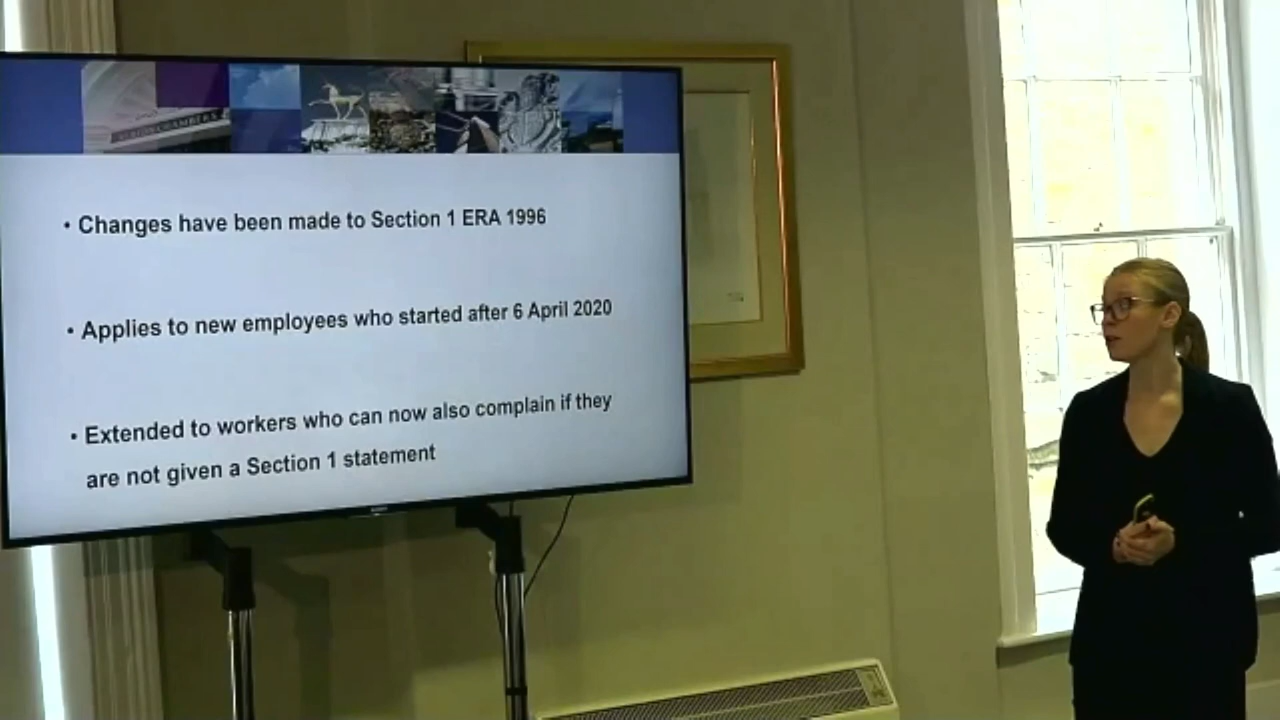 • Changes have been made to Section 1 ERA 1996
• Applies to new employees who started after 6 April 2020
• Extended to workers who can now also complain if they
are not given a Section 1 statement